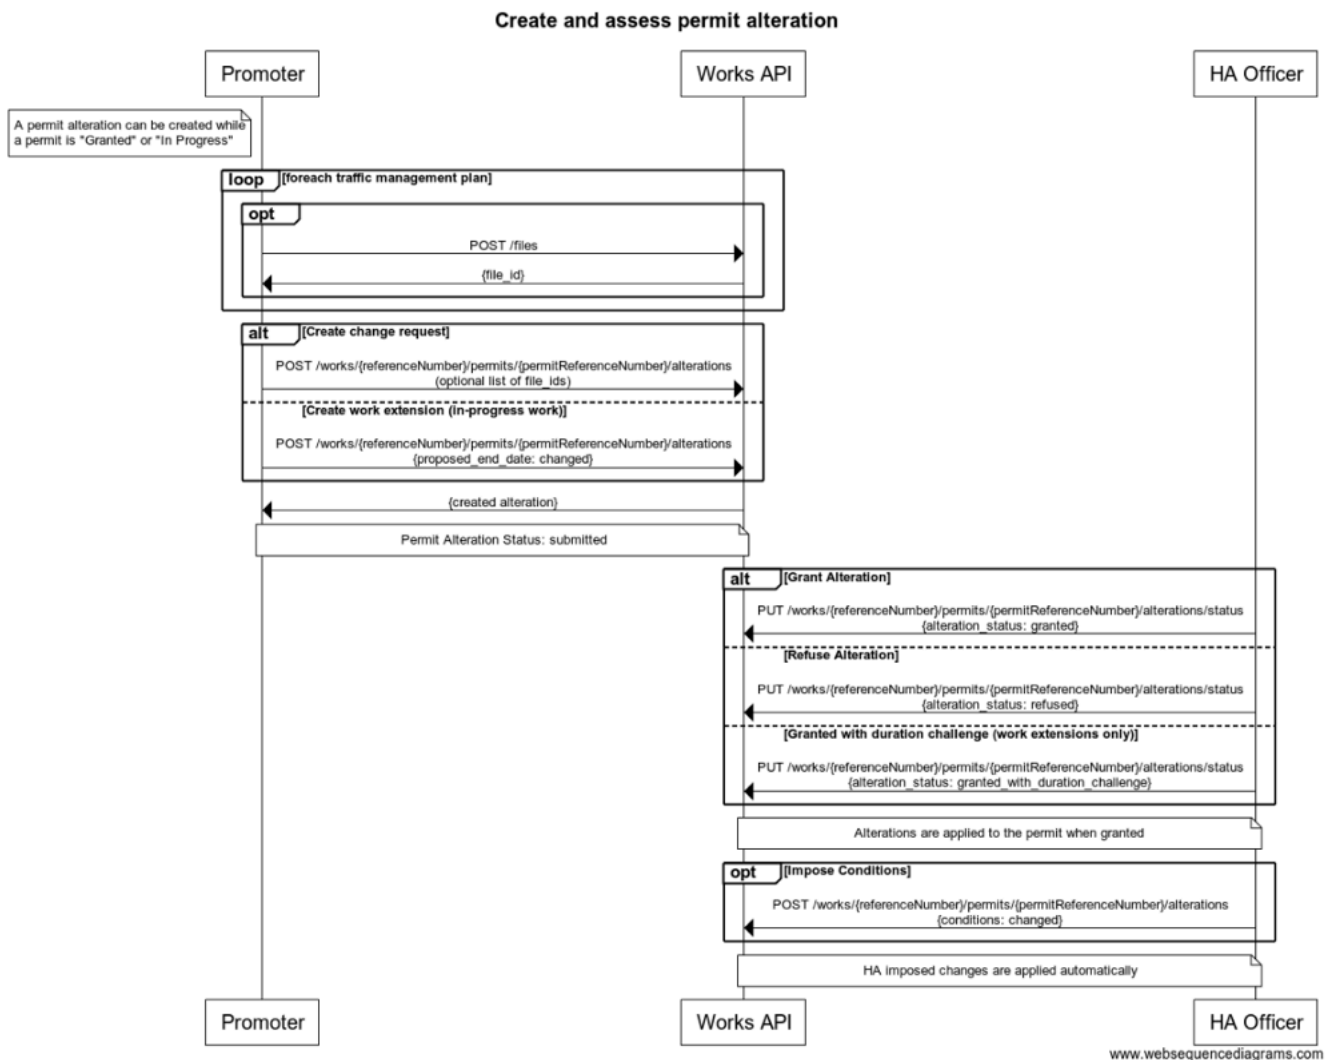 Create and assess permit alteration
Promoter
Works API
HA Officer
A permit alteration can be created while
a permit is "Granted" or "In Progress"
loop
[foreach traffic management plan]
opt
POST /files
{file_id}
alt
[Create change request]
POST /works/{referenceNumber}/permits/{permitReferenceNumber}/alterations
(optional list of file_ids)
[Create work extension (in-progress work)]
POST /works/{referenceNumber}/permits/{permitReferenceNumber}/alterations
{proposed_end_date: changed}
{created alteration}
Permit Alteration Status: submitted
alt
[Grant Alteration]
PUT /works/{referenceNumber}/permits/{permitReferenceNumber}/alterations/status
{alteration_status: granted}
[Refuse Alteration]
PUT /works/{referenceNumber}/permits/{permitReferenceNumber}/alterations/status
{alteration_status: refused}
[Granted with duration challenge (work extensions only)]
PUT /works/{referenceNumber}/permits/{permitReferenceNumber}/alterations/status
{alteration_status: granted_with_duration_challenge}
Alterations are applied to the permit when granted
opt
[Impose Conditions]
POST /works/{referenceNumber}/permits/{permitReferenceNumber}/alterations
{conditions: changed}
HA imposed changes are applied automatically
Promoter
Works API
HA Officer
www.websequencediagrams.com